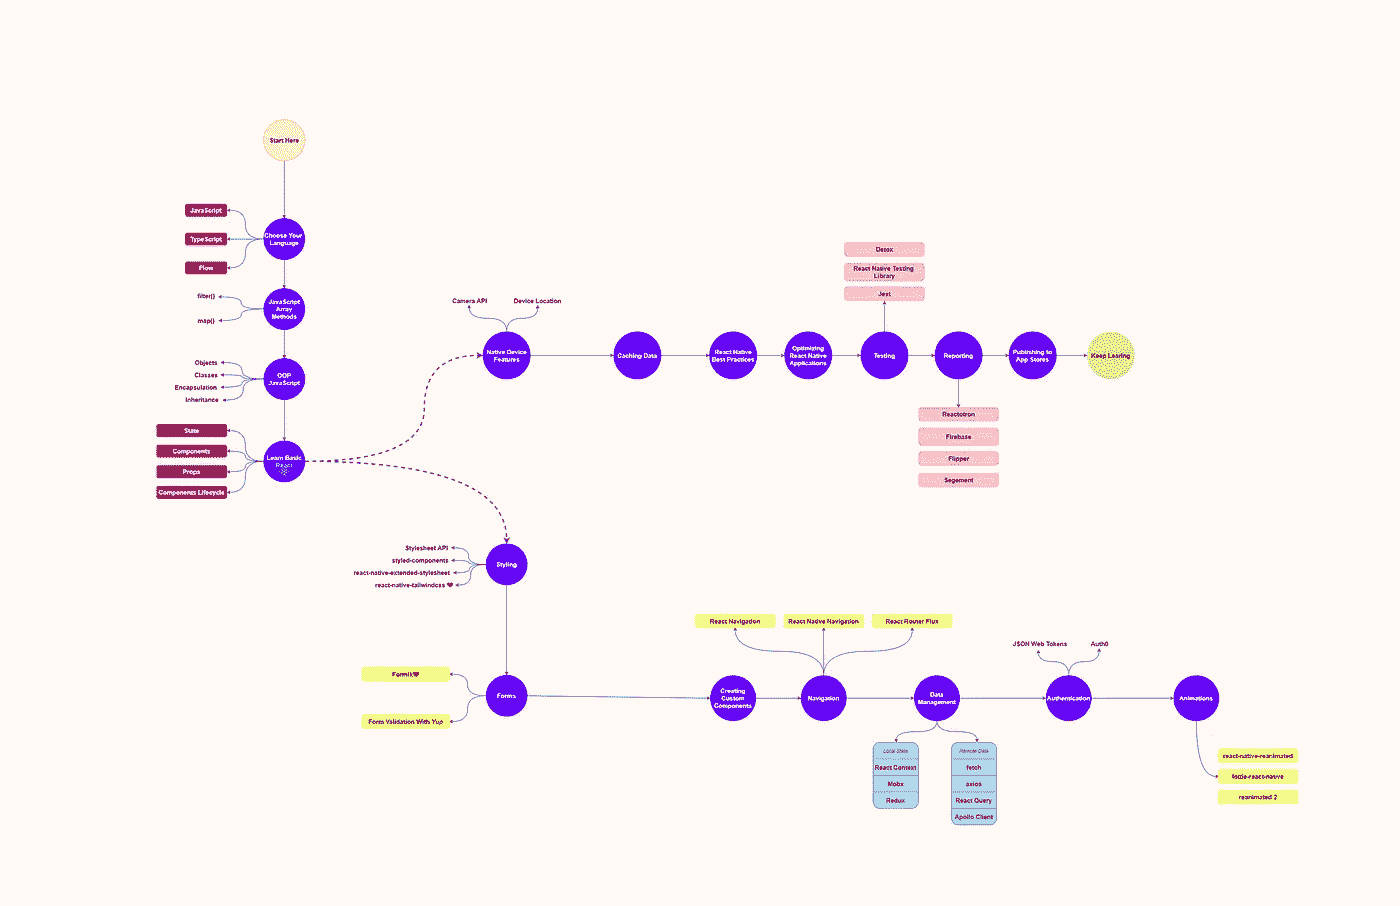 Start Here
JavaScript
TypeScript
Flow
Choose Your
Language
filter()
map()
JavaScript
Array
Methods
Objects
Classes
Encapsulation
Inheritance
OOP
JavaScript
State
Components
Props
Components Lifecycle
Learn Basic
React
Camera API
Device Location
Native Device
Features
Caching Data
React Native
Best Practices
Optimizing
React Native
Applications
Detox
React Native Testing
Library
Jest
Testing
Reporting
Reactotron
Firebase
Flipper
Segement
Publishing to
App Stores
Keep Learing
Stylesheet API
styled-components
react-native-extended-stylesheet
react-native-tailwindcss
Styling
Formik
Form Validation With Yup
Forms
Creating
Custom
Components
React Navigation
React Native Navigation
React Router Flux
Navigation
Data
Management
Local State
React Context
Mobx
Redux
Remote Data
fetch
axios
React Query
Apollo Client
JSON Web Tokens
Auth0
Authentication
Animations
react-native-reanimated
lottie-react-native
reanimated 2